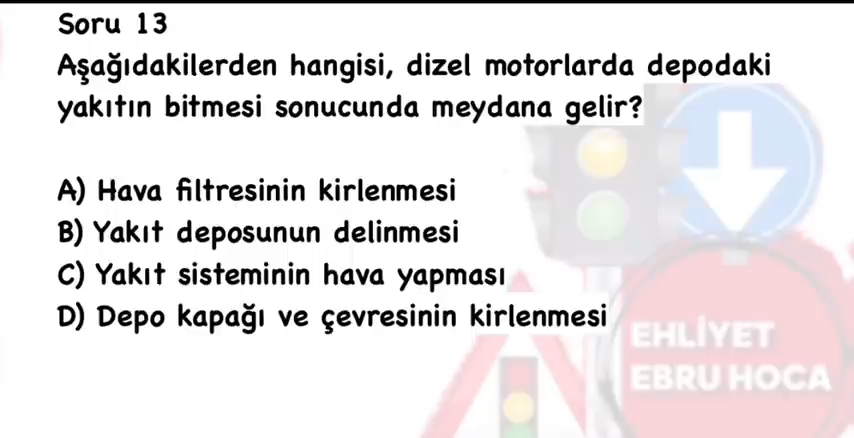 Soru 13
Aşağıdakilerden hangisi, dizel motorlarda depodaki
yakıtın bitmesi sonucunda meydana gelir?
A) Hava filtresinin kirlenmesi
B) Yakıt deposunun delinmesi
C) Yakıt sisteminin hava yapması
D) Depo kapağı ve çevresinin kirlenmesi
EHLİYET
EBRU HOCA